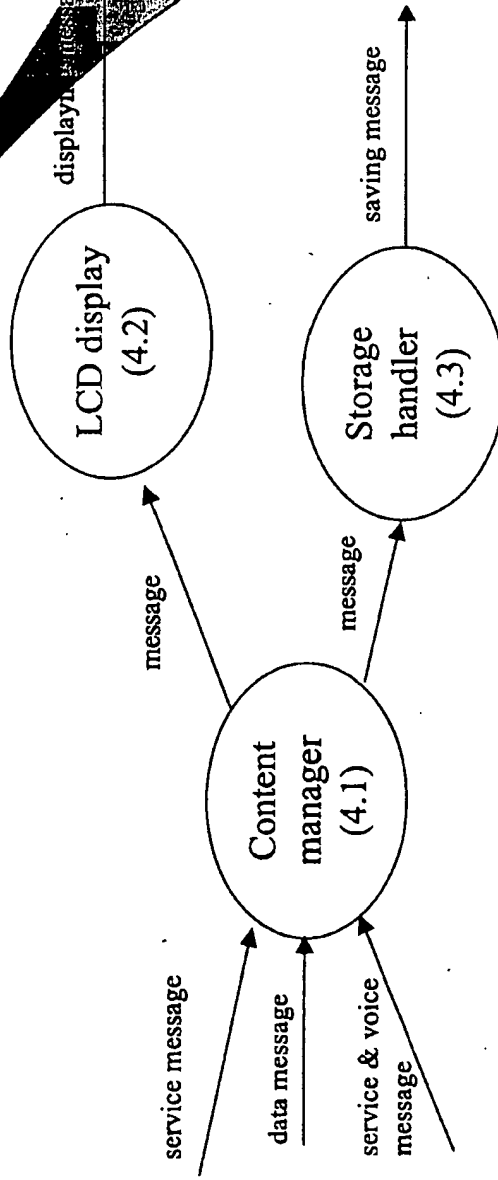 service message
data message
service & voice
message
Content
manager
(4.1)
message
message
LCD display
(4.2)
Storage
handler
(4.3)
saving message